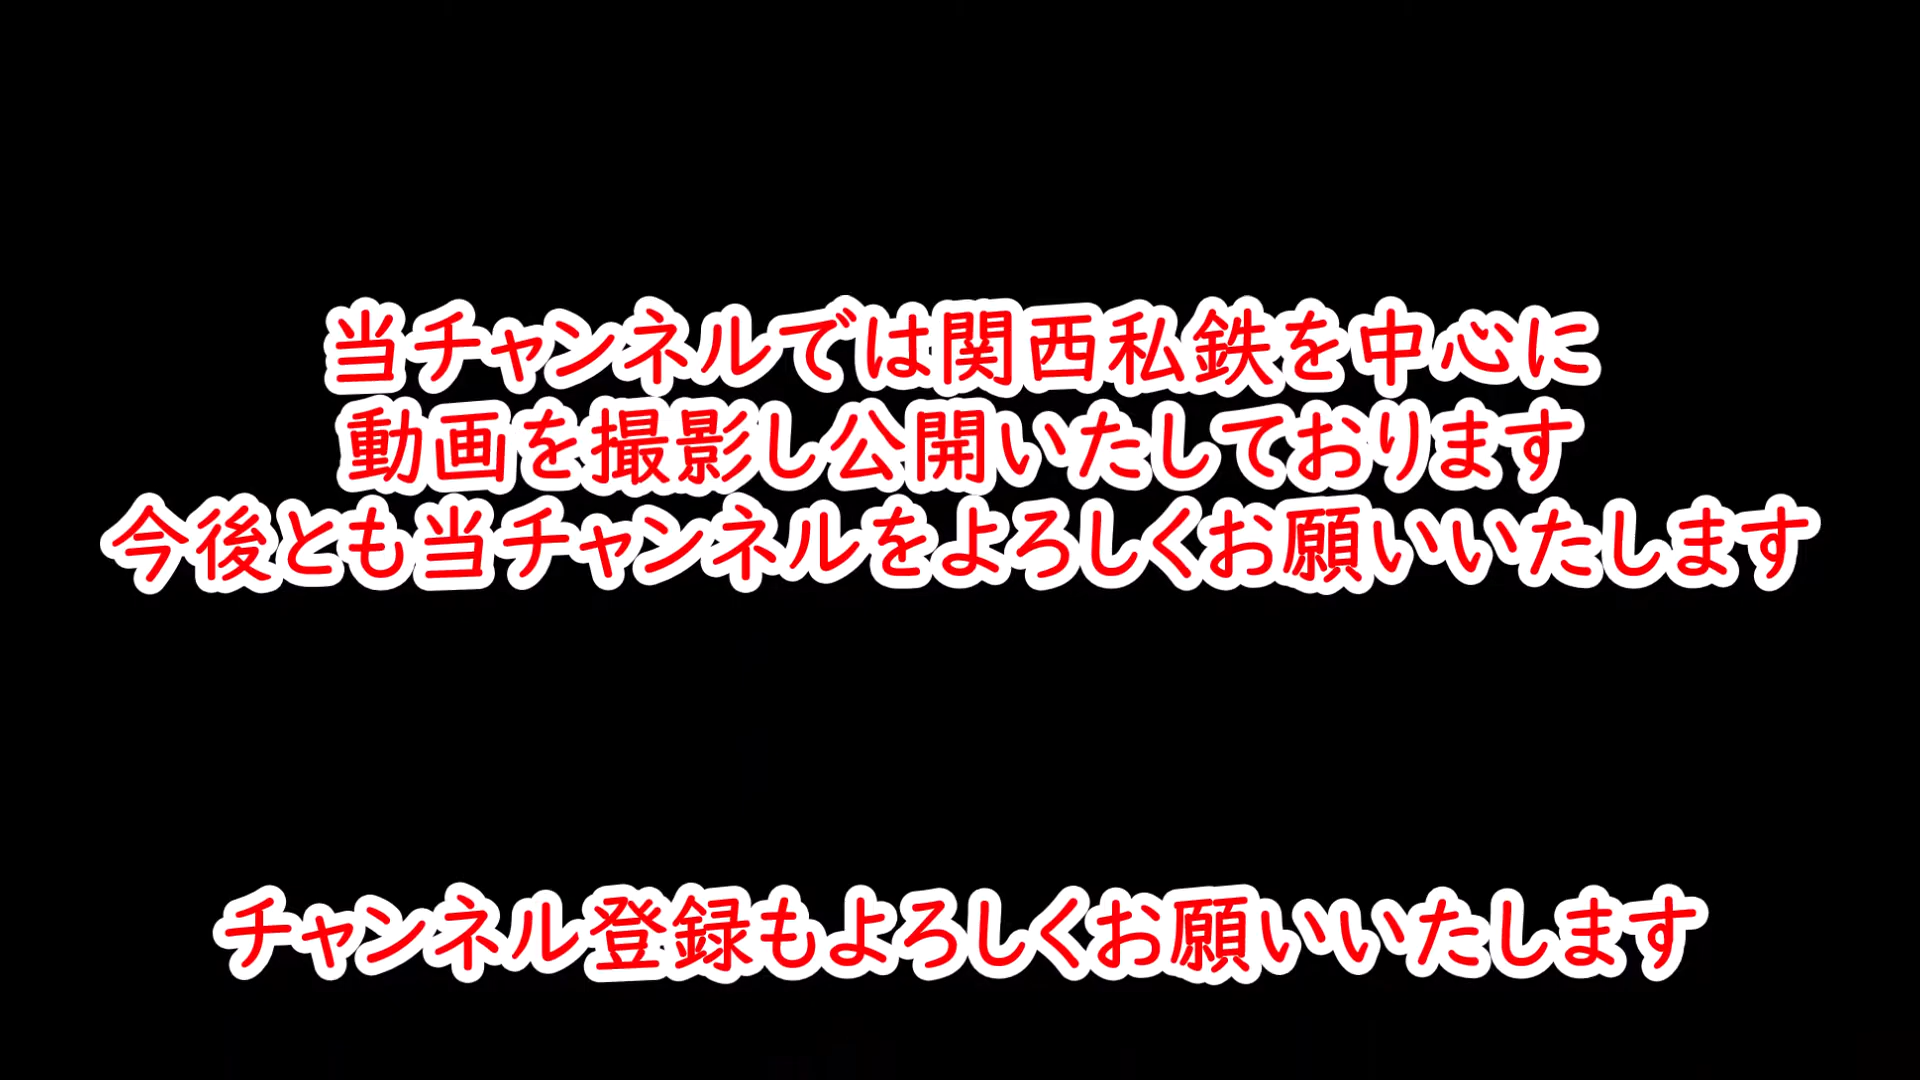 当チャンネルでは関西私鉄を中心に
動画を撮影し公開いたしております
今後とも当チャンネルをよろしくお願いいたします
チャンネル登録もよろしくお願いいたします